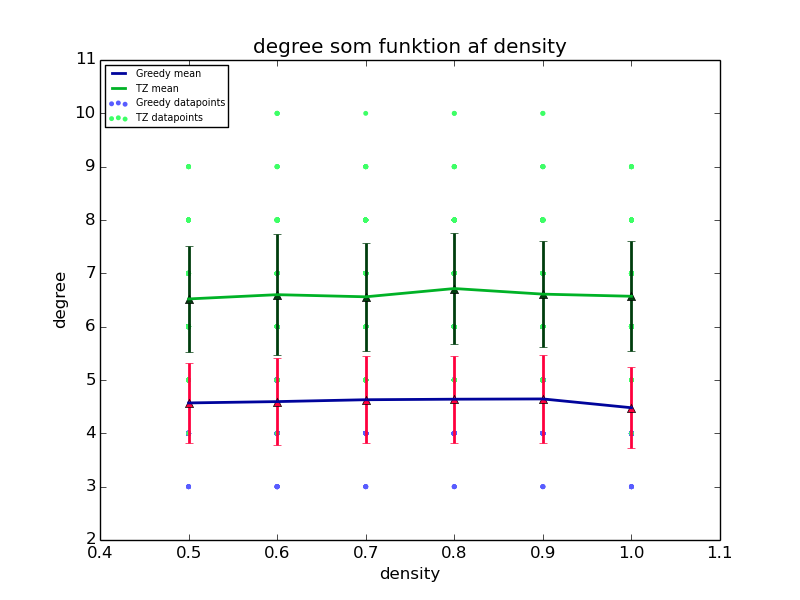 degree som funktion af density
Greedy mean
TZ mean
Greedy datapoints
TZ datapoints
11
10
9
8
7
6
5
4
3
2
degree
0.4 0.5 0.6 0.7 0.8 0.9 1.0 1.1
density